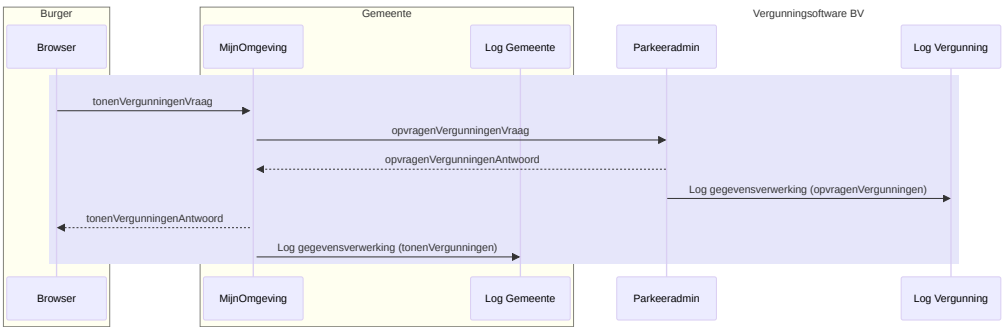 Burger
Gemeente
Vergunningsoftware BV
Browser
MijnOmgeving
Log Gemeente
Parkeeradmin
Log Vergunning
tonenVergunningenVraag
opvragenVergunningenVraag
opvragenVergunningenAntwoord
Log gegevensverwerking (opvragenVergunningen)
tonenVergunningenAntwoord
Log gegevensverwerking (tonenVergunningen)
Browser
MijnOmgeving
Log Gemeente
Parkeeradmin
Log Vergunning